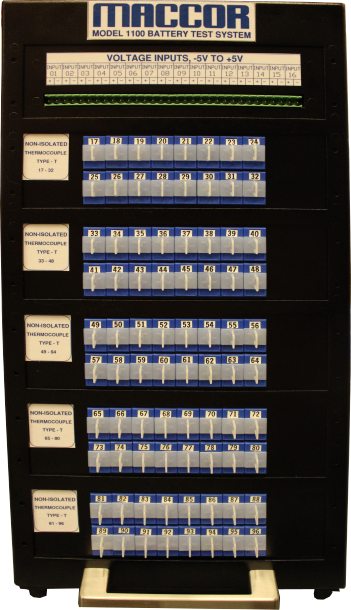 MACCOR
MODEL 1100 BATTERY TEST SYSTEM
VOLTAGE INPUTS, -5V TO +5V
INPUT INPUT INPUT INPUT INPUT INPUT INPUT INPUT INPUT INPUT INPUT INPUT INPUT INPUT INPUT INPUT
01 02 03 04 05 06 07 08 09 10 11 12 13 14 15 16
+ - + - + - + - + - + - + - + - + - + - + - + - + - + - + - + -
NON-ISOLATED
THERMOCOUPLE
TYPE - T
17 - 32
17 18 19 20 21 22 23 24
25 26 27 28 29 30 31 32
NON-ISOLATED
THERMOCOUPLE
TYPE - T
33 - 48
33 34 35 36 37 38 39 40
41 42 43 44 45 46 47 48
NON-ISOLATED
THERMOCOUPLE
TYPE - T
49 - 64
49 50 51 52 53 54 55 56
57 58 59 60 61 62 63 64
NON-ISOLATED
THERMOCOUPLE
TYPE - T
65 - 80
65 66 67 68 69 70 71 72
73 74 75 76 77 78 79 80
NON-ISOLATED
THERMOCOUPLE
TYPE - T
81 - 96
81 82 83 84 85 86 87 88
89 90 91 92 93 94 95 96